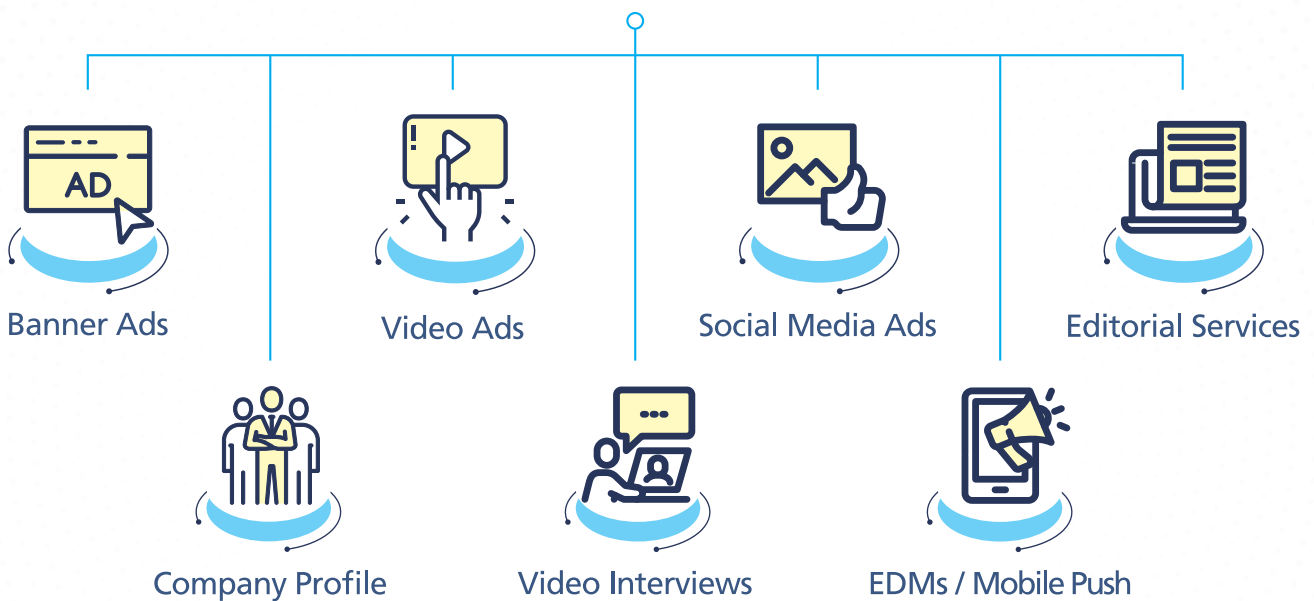 AD
Banner Ads
Video Ads
Social Media Ads
Editorial Services
Company Profile
Video Interviews
EDMs / Mobile Push